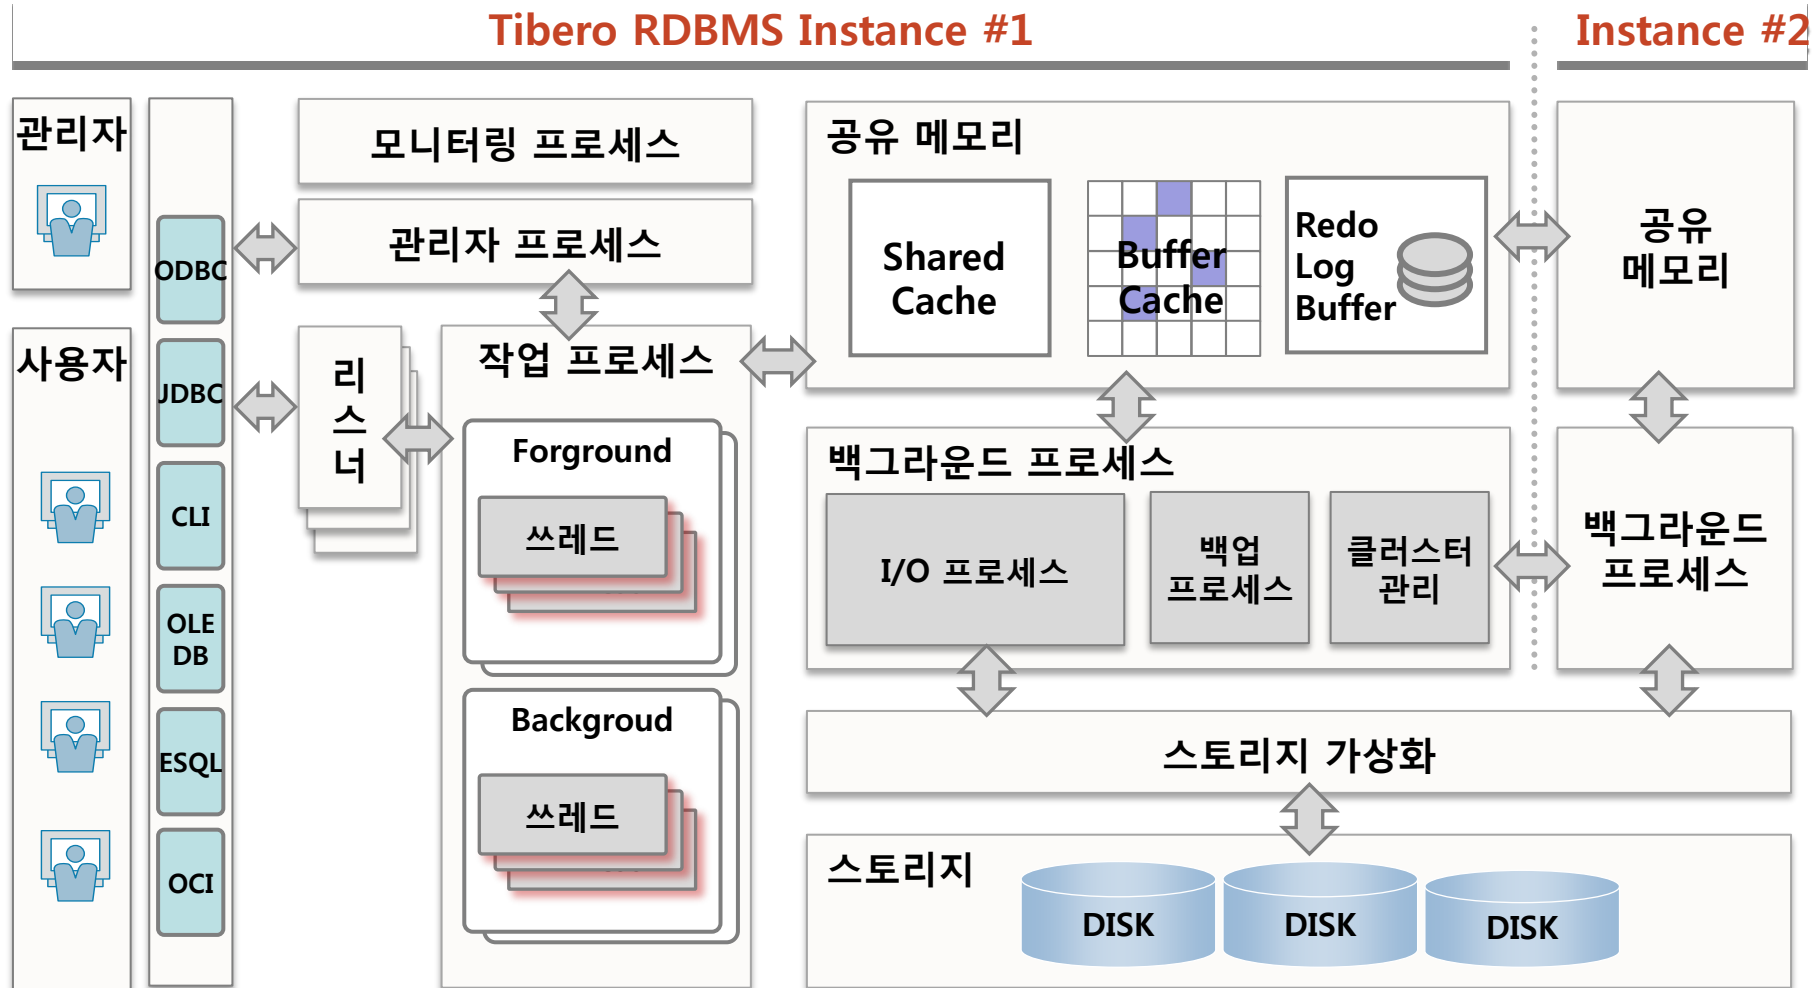 Tibero RDBMS Instance #1
Instance #2
관리자
사용자
ODBC
JDBC
CLI
OLE
DB
ESQL
OCI
모니터링 프로세스
관리자 프로세스
리
스
너
작업 프로세스
Forground
쓰레드
Backgroud
쓰레드
공유 메모리
Shared
Cache
Buffer
Cache
Redo
Log
Buffer
백그라운드 프로세스
I/O 프로세스
백업
프로세스
클러스터
관리
공유
메모리
백그라운드
프로세스
스토리지 가상화
스토리지
DISK
DISK
DISK